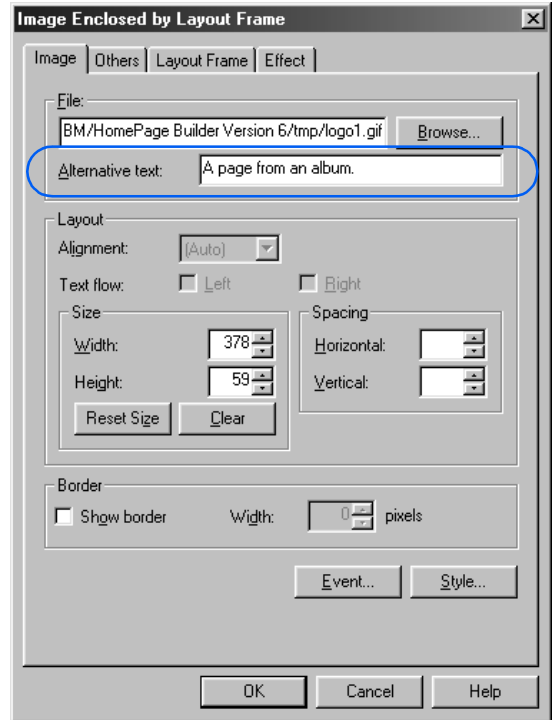 Image Enclosed by Layout Frame
Image Others Layout Frame Effect
File:
BM/HomePage Builder Version 6/tmp/logo1.gif Browse...
Alternative text: A page from an album.
Layout
Alignment: (Auto)
Text flow: Left Right
Size Spacing
Width: 378 Horizontal:
Height: 59 Vertical:
Reset Size Clear
Border
Show border Width: 0 pixels
Event... Style...
OK Cancel Help